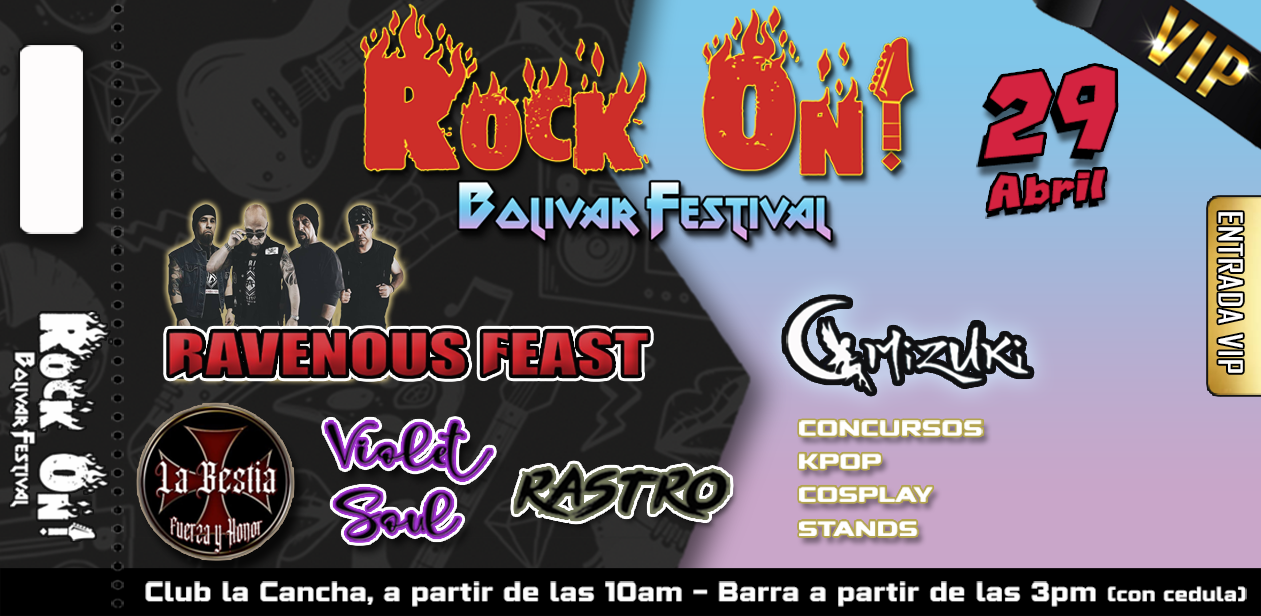 ROCK ON!
BOLIVAR FESTIVAL
VIP
29
Abril
ENTRADA VIP
RAVENOUS FEAST
La Bestia
Fuerza y Honor
Violet
Soul
RASTRO
MIZUKI
CONCURSOS
KPOP
COSPLAY
STANDS
ROCK ON!
BOLIVAR FESTIVAL
Club la Cancha, a partir de las 10am – Barra a partir de las 3pm (con cedula)